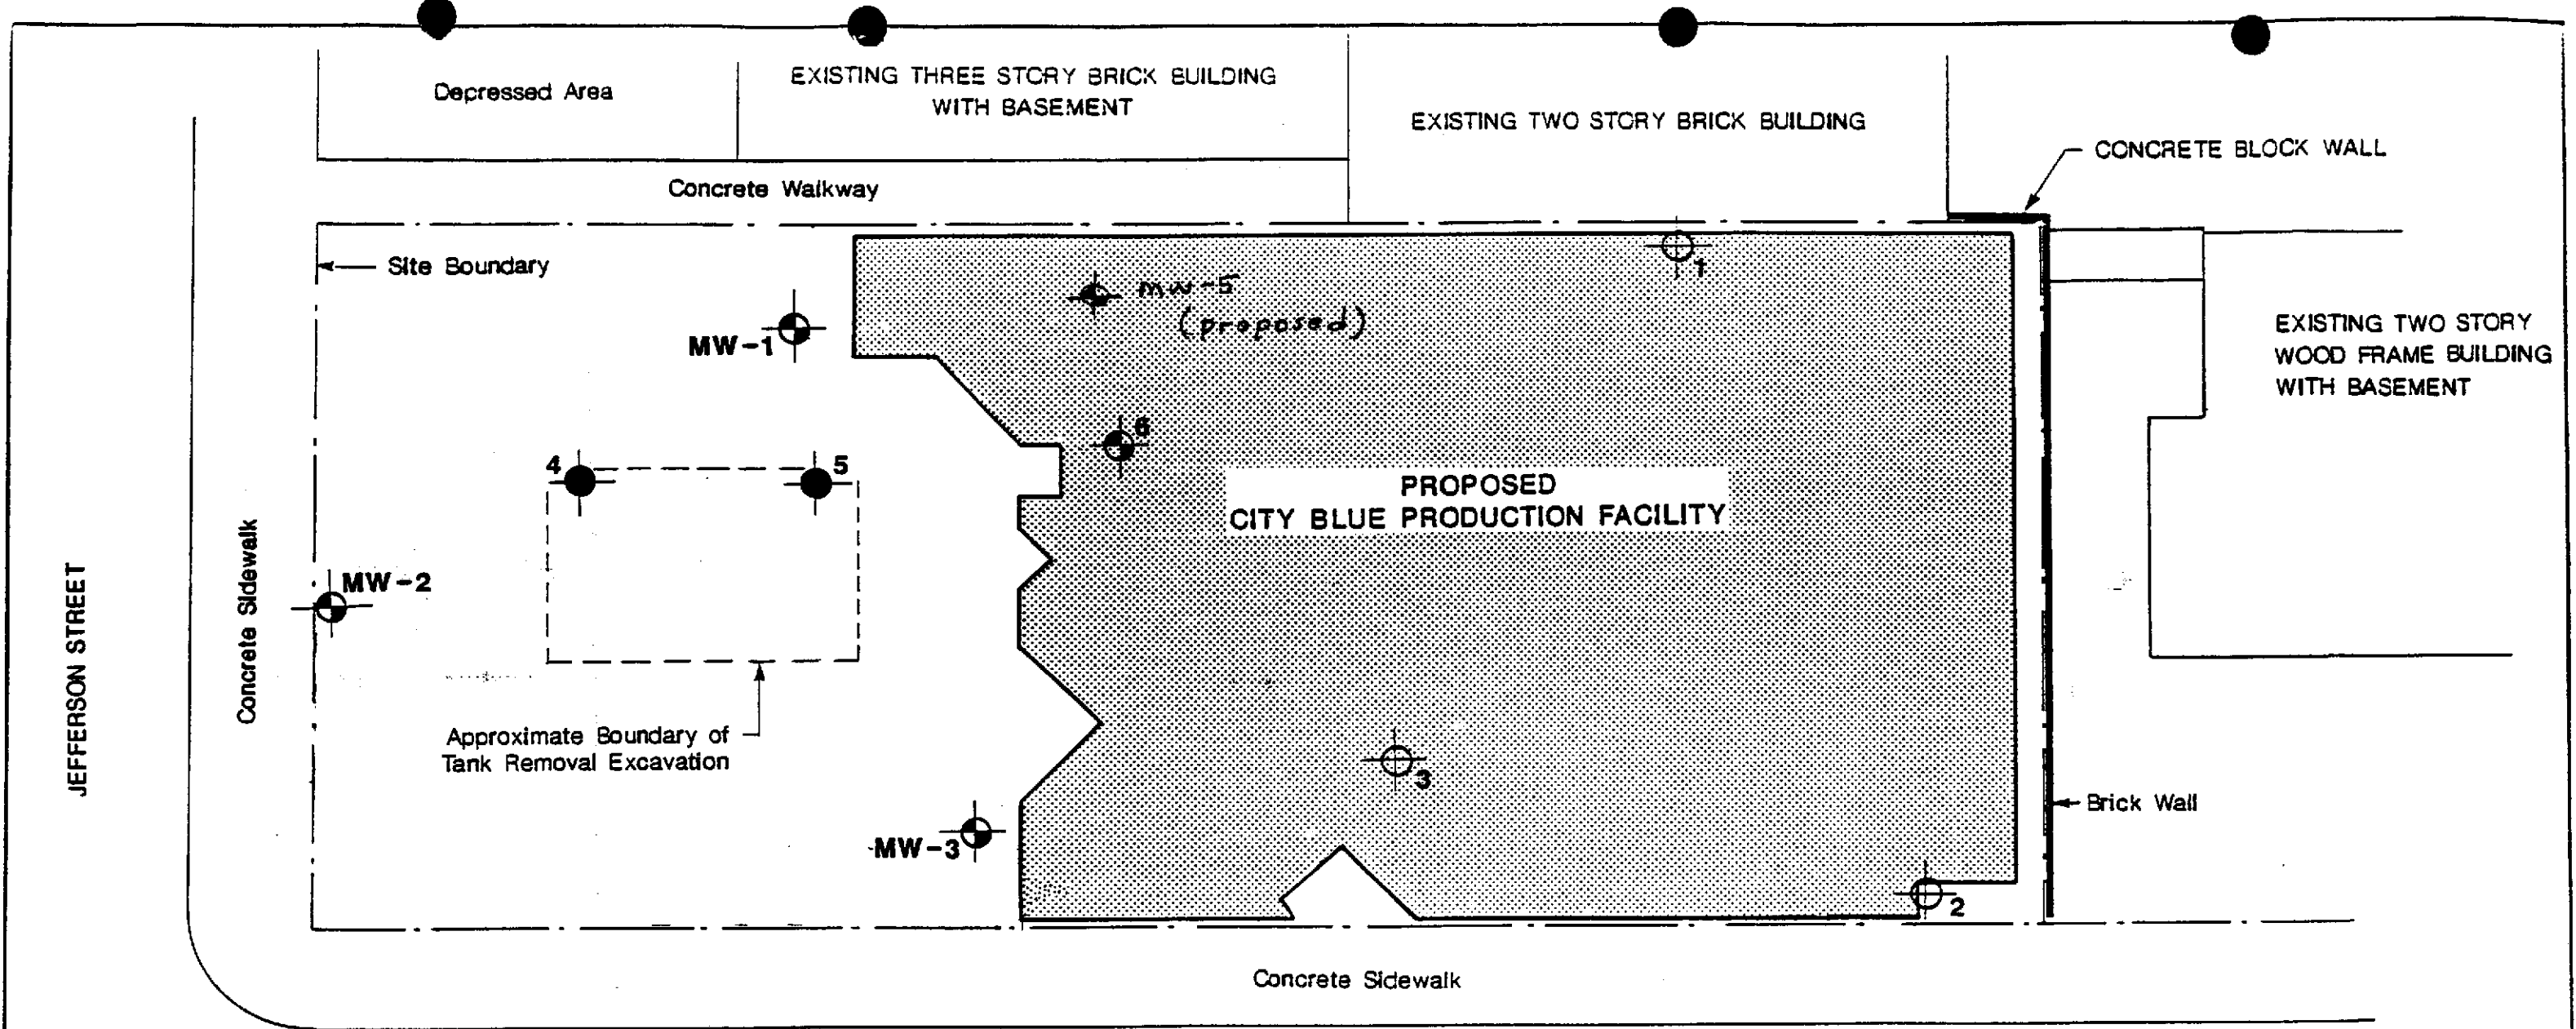 Depressed Area
EXISTING THREE STORY BRICK BUILDING
WITH BASEMENT
EXISTING TWO STORY BRICK BUILDING
CONCRETE BLOCK WALL
Concrete Walkway
Site Boundary
1
mw-5
(proposed)
MW-1
EXISTING TWO STORY
WOOD FRAME BUILDING
WITH BASEMENT
6
4
5
PROPOSED
CITY BLUE PRODUCTION FACILITY
JEFFERSON STREET
Concrete Sidewalk
MW-2
Approximate Boundary of
Tank Removal Excavation
3
Brick Wall
MW-3
2
Concrete Sidewalk